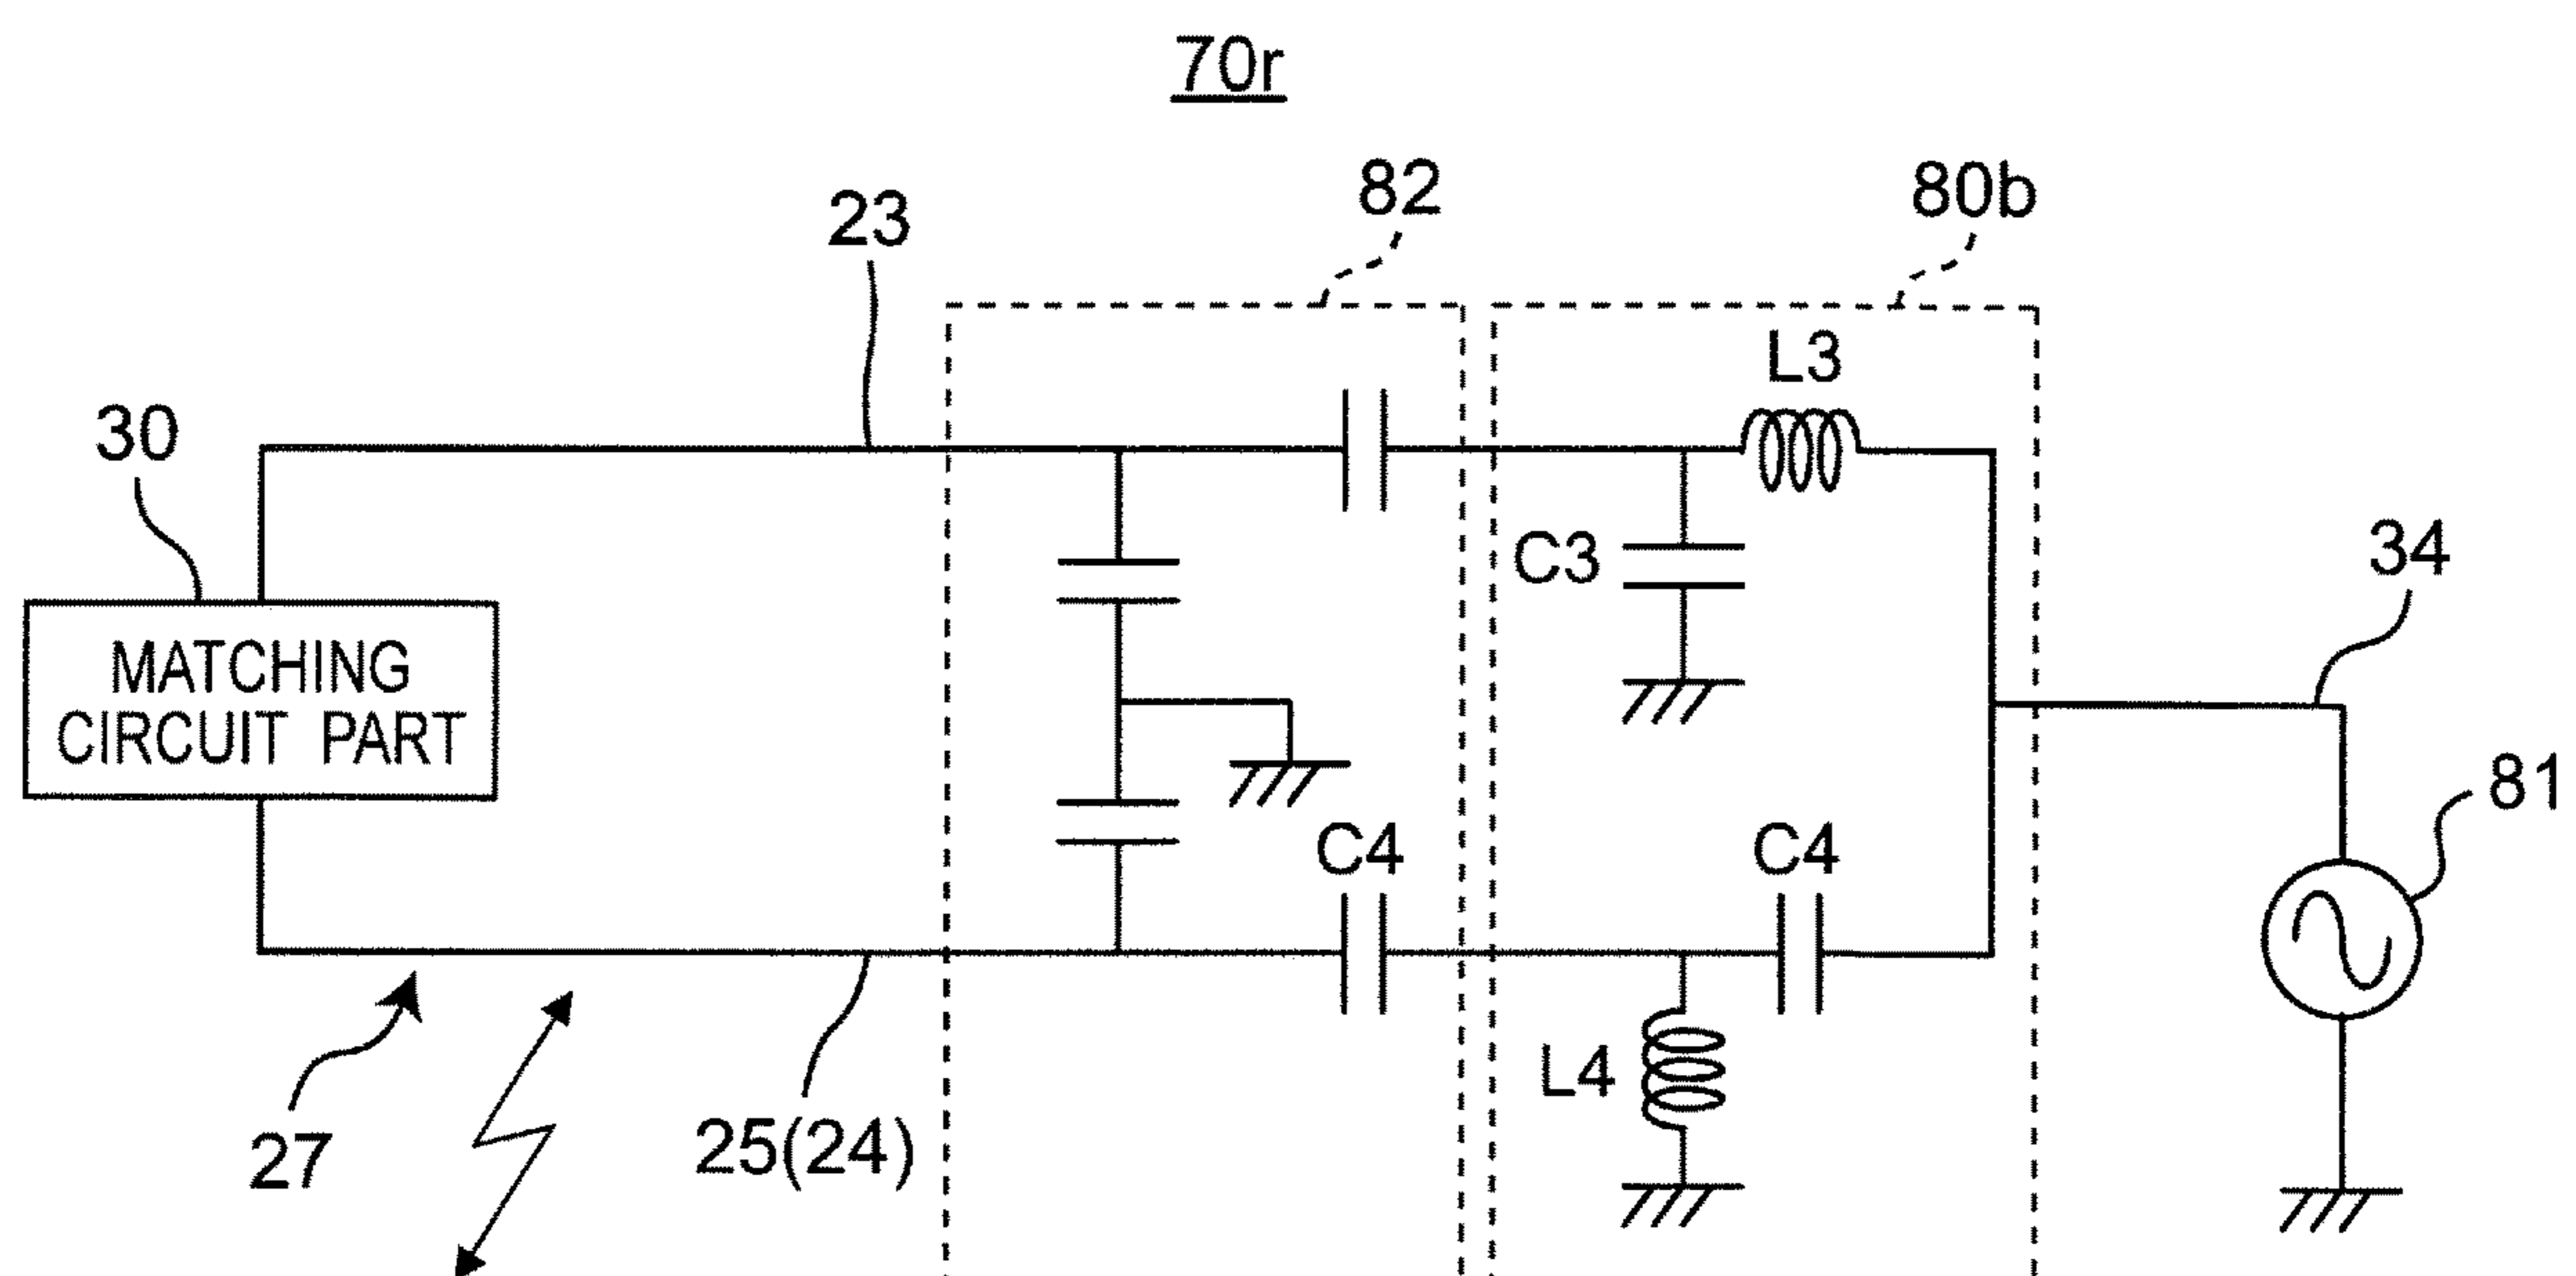 70r
82
80b
23
L3
30
C3
34
MATCHING
CIRCUIT PART
81
C4
C4
L4
25(24)
27